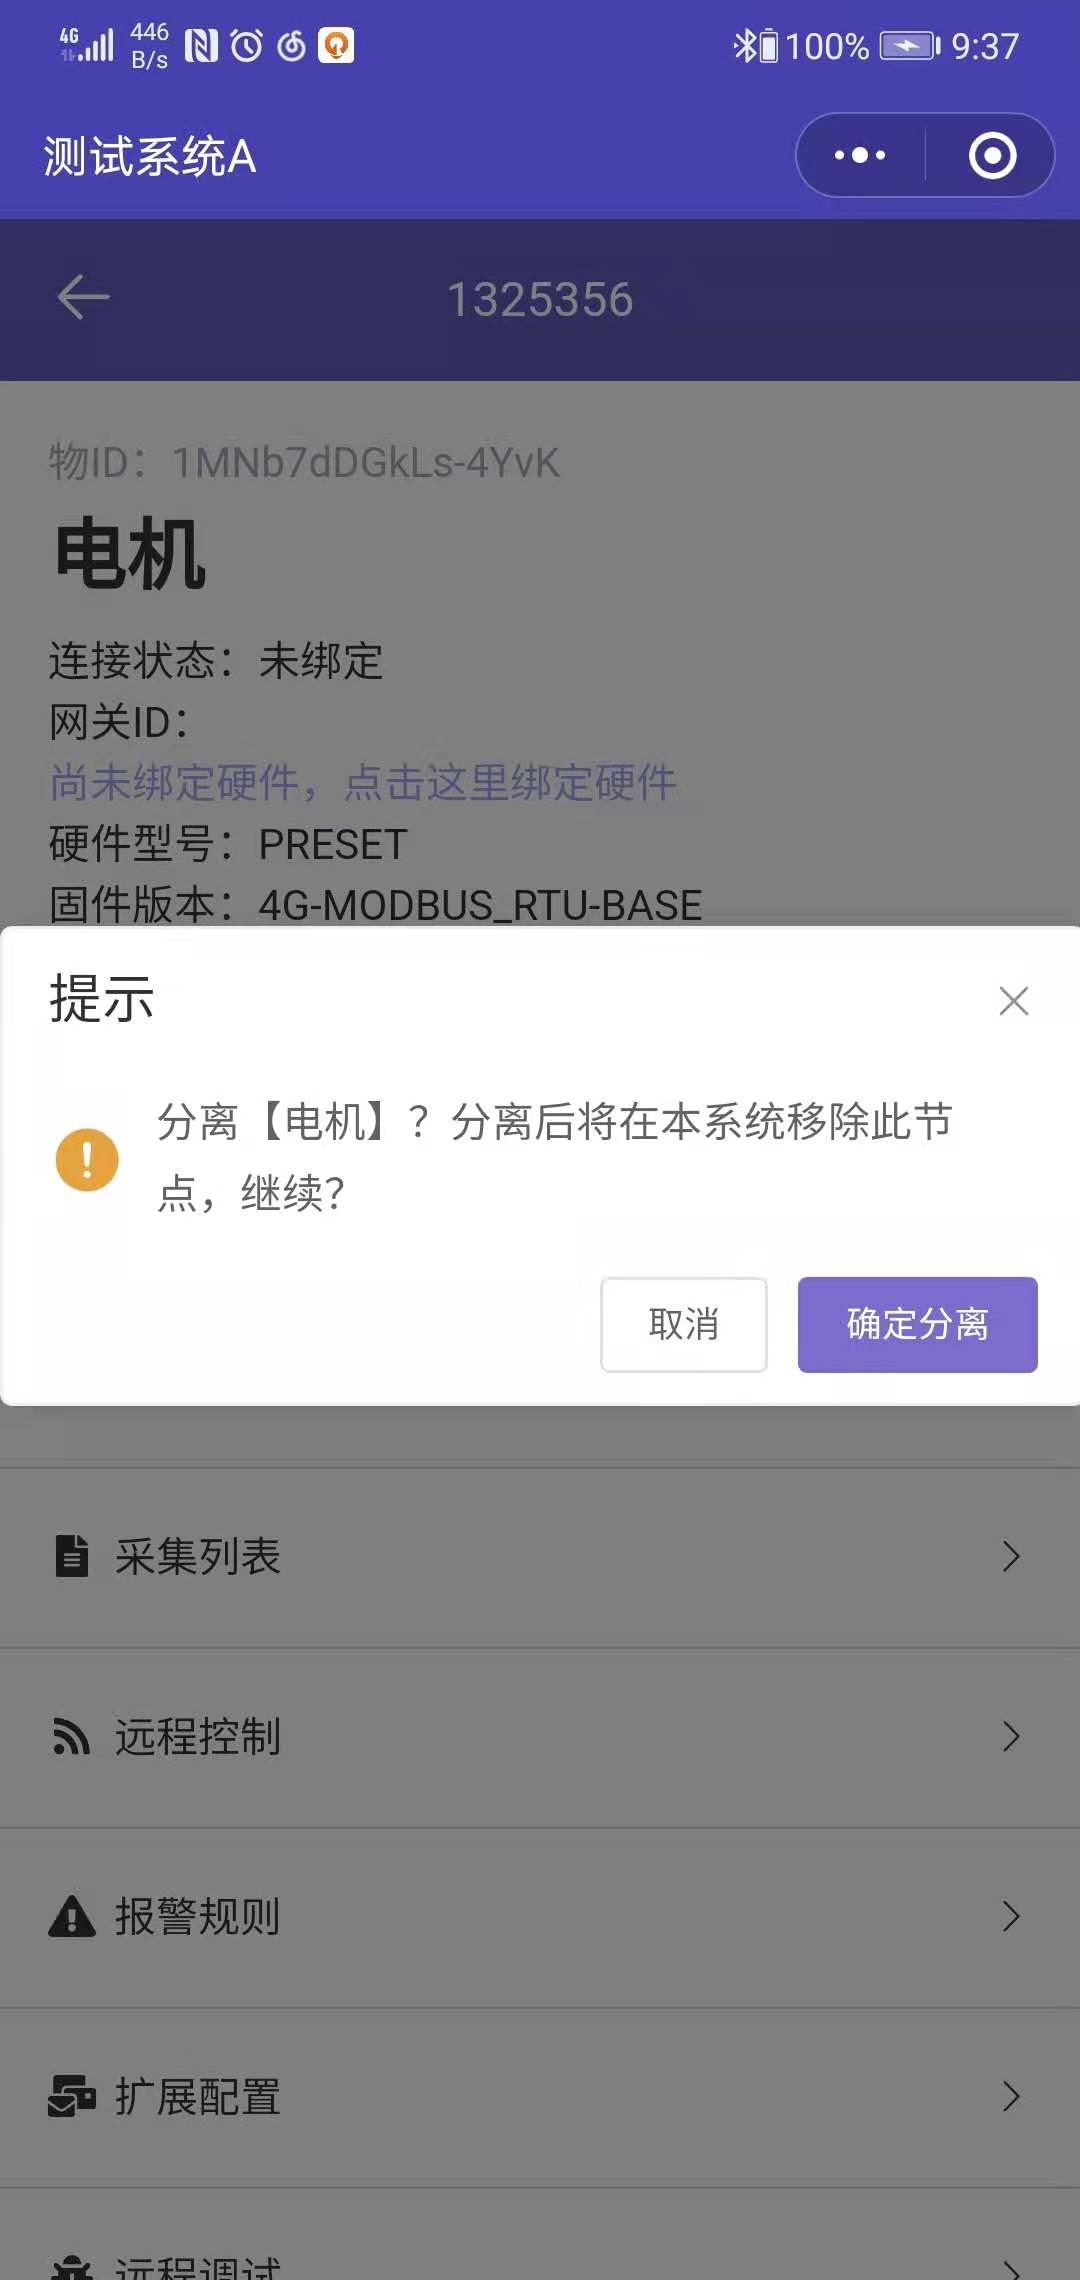 4G 446 B/s 100% 9:37
测试系统A
1325356
物ID：1MNb7dDGkLs-4YvK
电机
连接状态：未绑定
网关ID：
尚未绑定硬件，点击这里绑定硬件
硬件型号：PRESET
固件版本：4G-MODBUS_RTU-BASE
提示
分离【电机】？分离后将在本系统移除此节
点，继续？
取消 确定分离
采集列表
远程控制
报警规则
扩展配置
远程调试